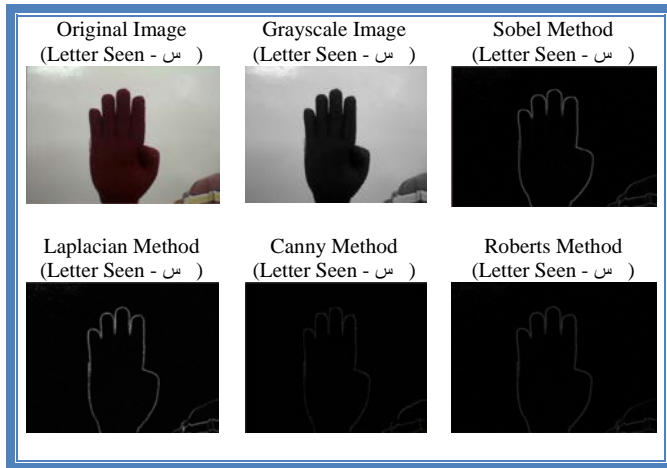 Original Image
(Letter Seen - س )
Grayscale Image
(Letter Seen - س )
Sobel Method
(Letter Seen - س )
Laplacian Method
(Letter Seen - س )
Canny Method
(Letter Seen - س )
Roberts Method
(Letter Seen - س )